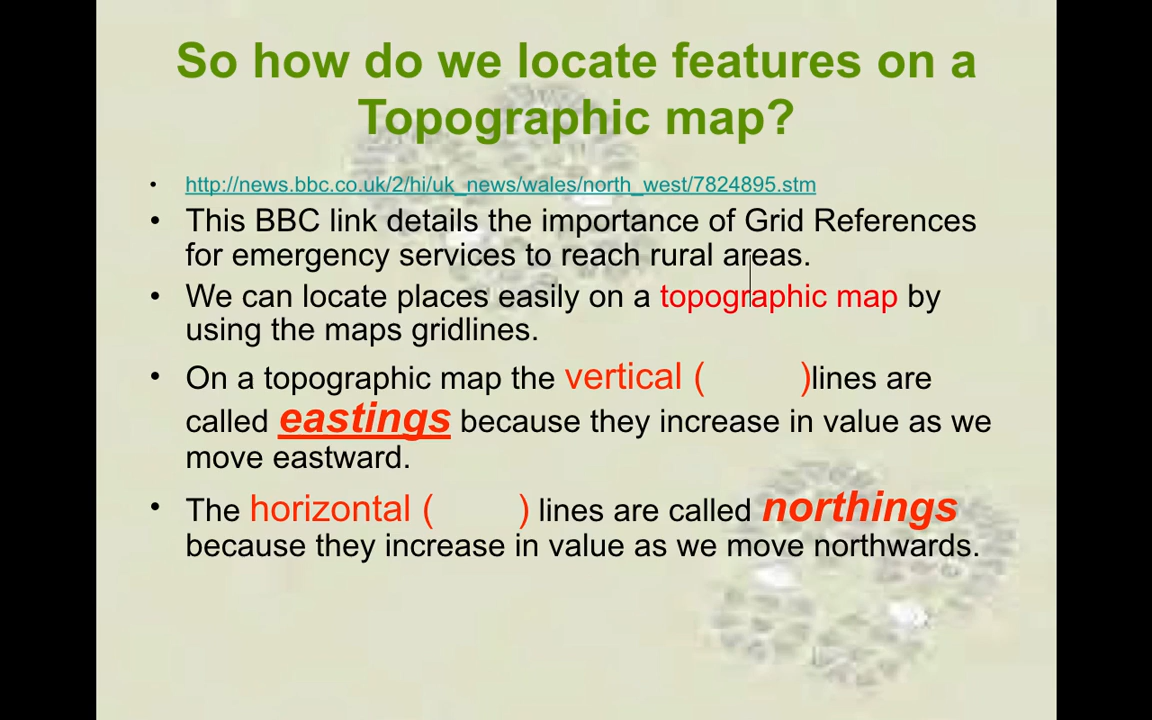 So how do we locate features on a
Topographic map?
• http://news.bbc.co.uk/2/hi/uk_news/wales/north_west/7824895.stm
• This BBC link details the importance of Grid References
for emergency services to reach rural areas.
• We can locate places easily on a topographic map by
using the maps gridlines.
• On a topographic map the vertical ( )lines are
called eastings because they increase in value as we
move eastward.
• The horizontal ( ) lines are called northings
because they increase in value as we move northwards.